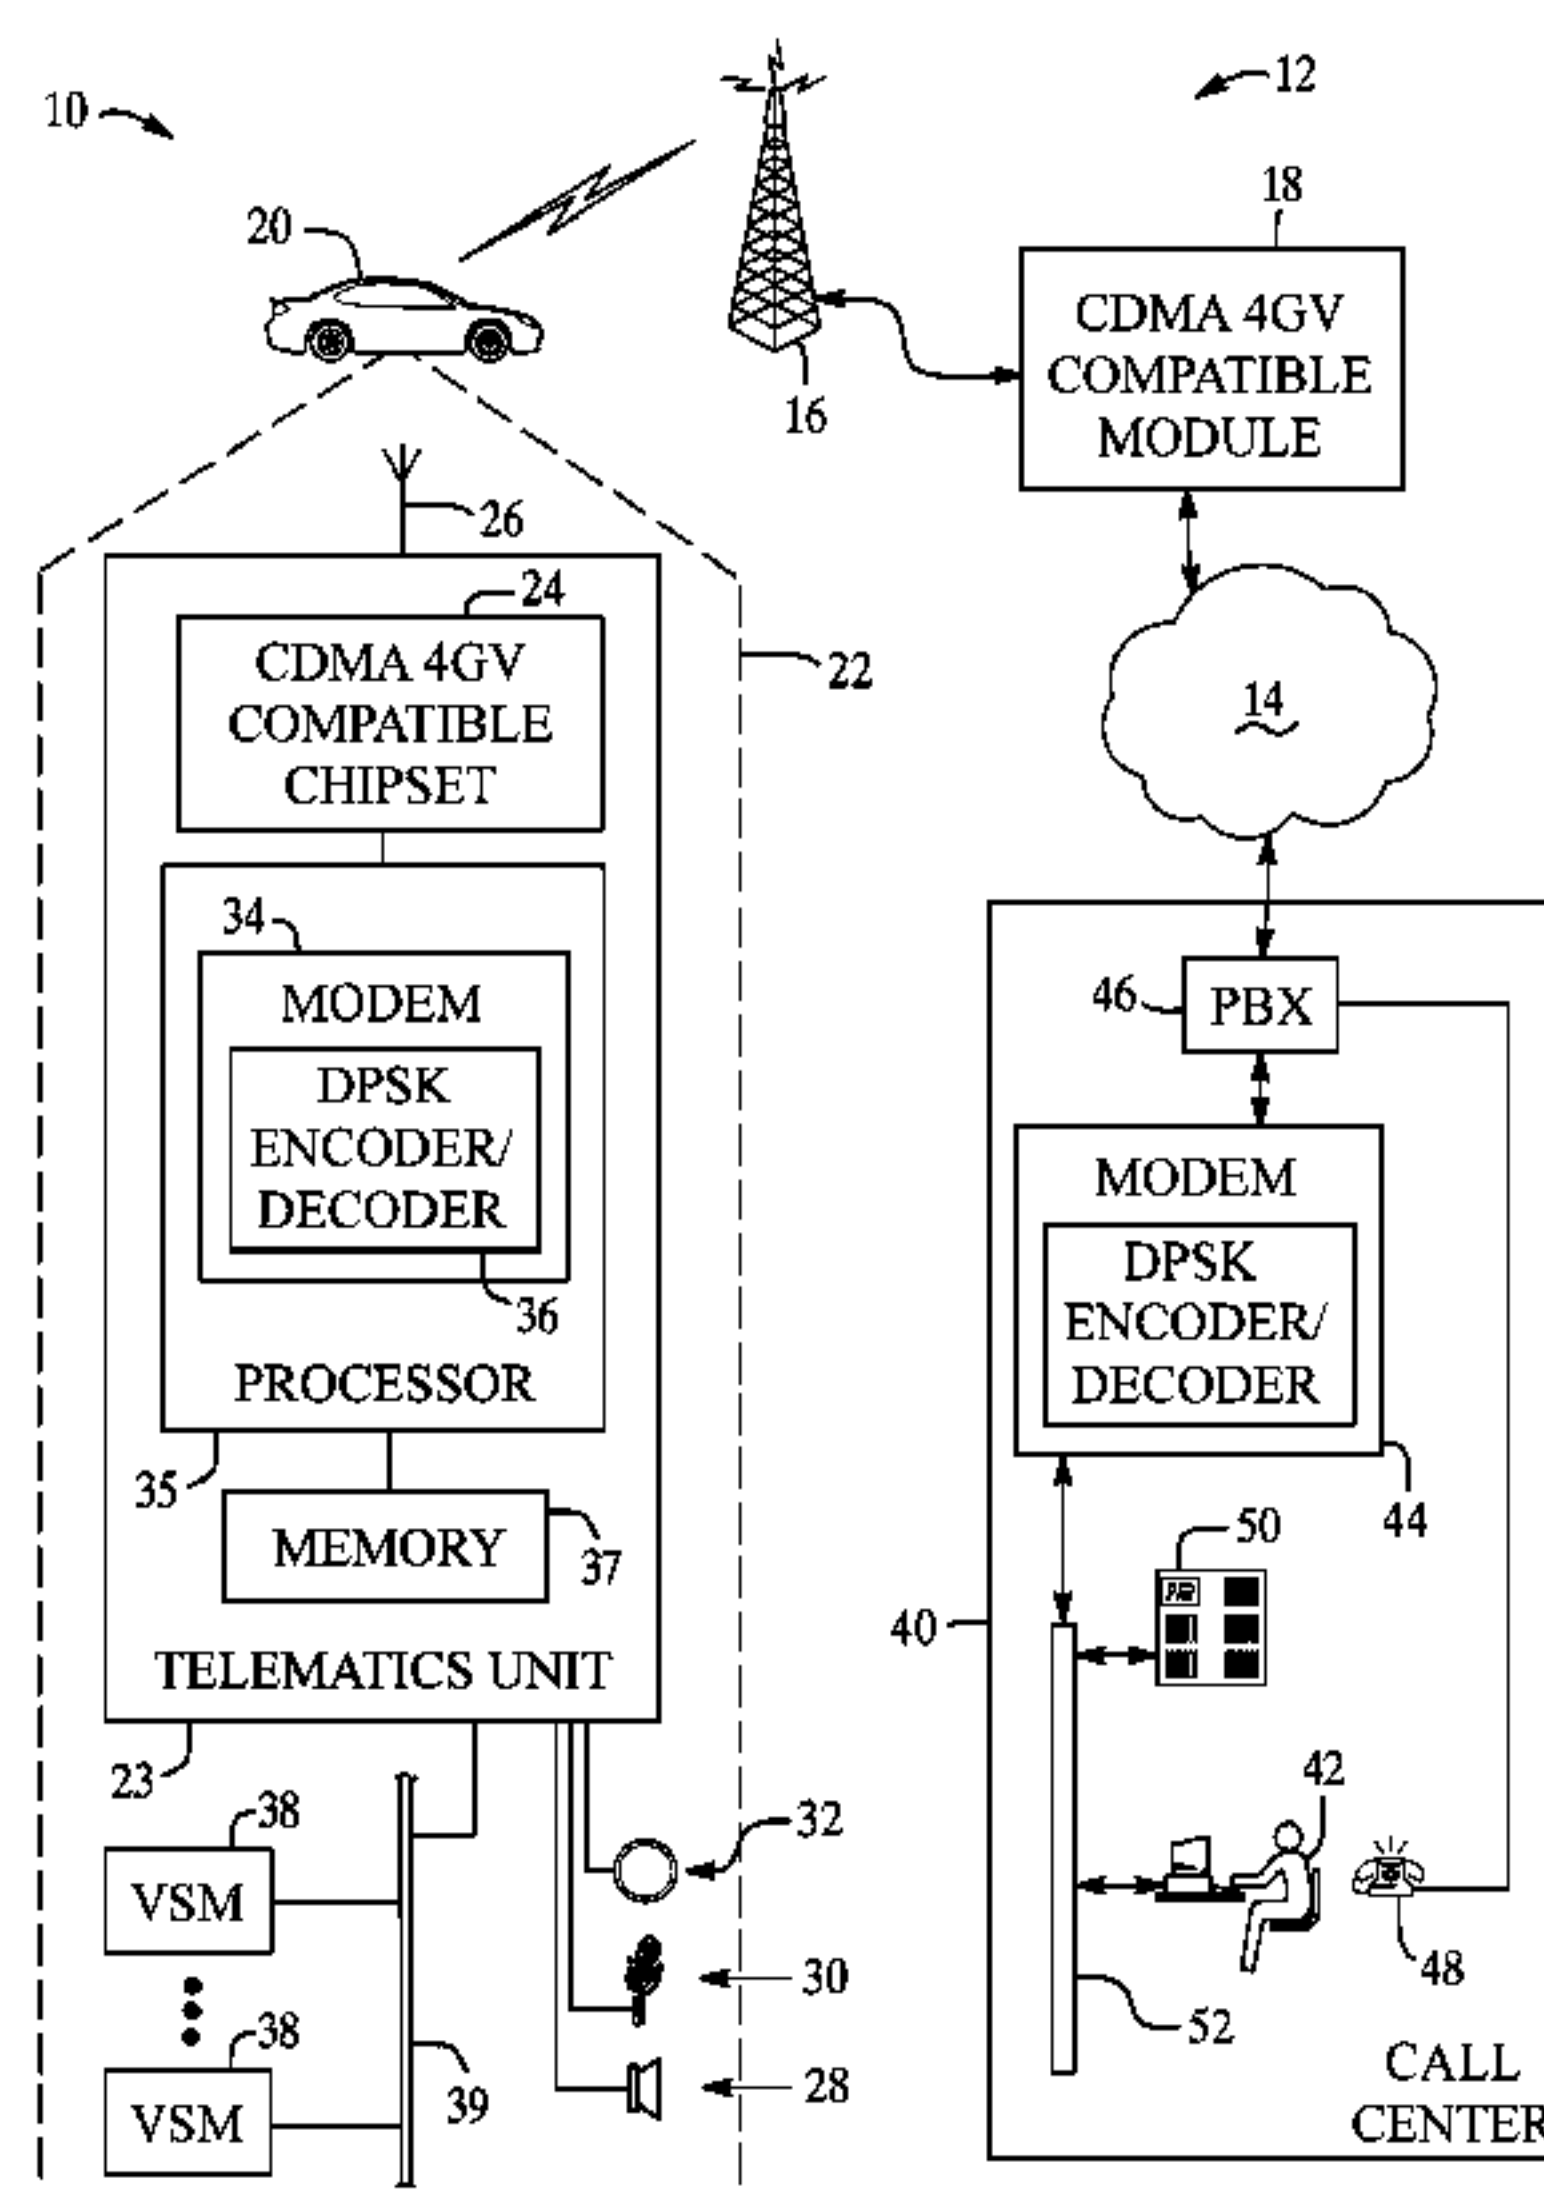 10
12
18
20
CDMA 4GV
COMPATIBLE
MODULE
16
26
24
CDMA 4GV
COMPATIBLE
CHIPSET
22
14
34
MODEM
DPSK
ENCODER/
DECODER
36
PROCESSOR
35
MEMORY
37
TELEMATICS UNIT
23
38
VSM
38
VSM
39
32
30
28
46
PBX
MODEM
DPSK
ENCODER/
DECODER
44
50
40
42
48
52
CALL
CENTER